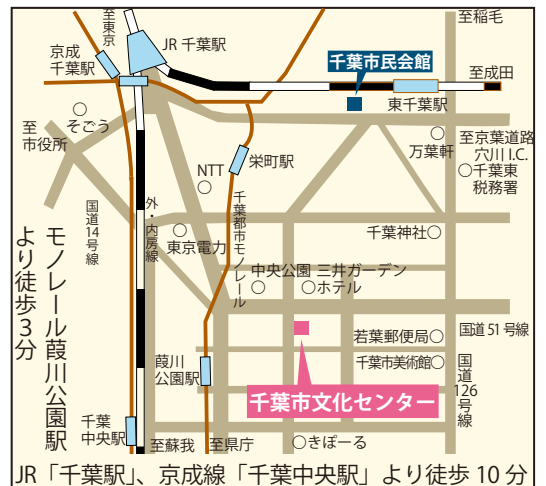 至東京
JR 千葉駅
至稲毛
京成
千葉駅
千葉市民会館
至成田
東千葉駅
そごう
至
市役所
万葉軒
至京葉道路
穴川 I.C.
千葉東
税務署
NTT
栄町駅
国道14号線
外・内房線
千葉都市モノレール
東京電力
千葉神社
モノレール葭川公園駅
より徒歩3分
中央公園
三井ガーデン
ホテル
若葉郵便局
国道 51 号線
千葉市美術館
葭川
公園駅
国道126号線
千葉市文化センター
千葉
中央駅
至蘇我
至県庁
きぼーる
JR「千葉駅」、京成線「千葉中央駅」より徒歩 10 分